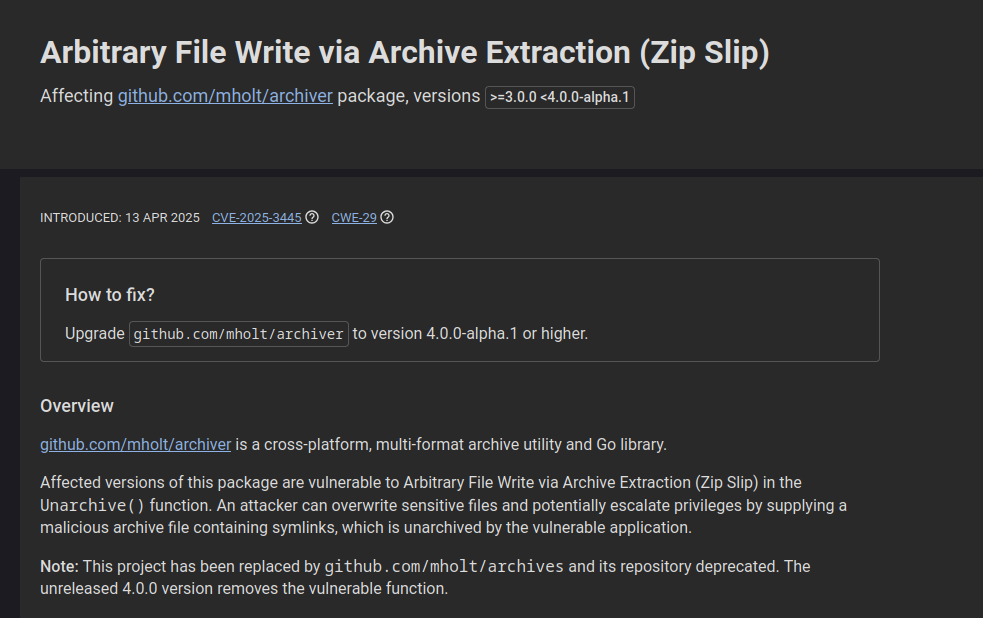 Arbitrary File Write via Archive Extraction (Zip Slip)
Affecting github.com/mholt/archiver package, versions >=3.0.0 <4.0.0-alpha.1
INTRODUCED: 13 APR 2025 CVE-2025-3445 ? CWE-29 ?
How to fix?
Upgrade github.com/mholt/archiver to version 4.0.0-alpha.1 or higher.
Overview
github.com/mholt/archiver is a cross-platform, multi-format archive utility and Go library.
Affected versions of this package are vulnerable to Arbitrary File Write via Archive Extraction (Zip Slip) in the
Unarchive() function. An attacker can overwrite sensitive files and potentially escalate privileges by supplying a
malicious archive file containing symlinks, which is unarchived by the vulnerable application.
Note: This project has been replaced by github.com/mholt/archives and its repository deprecated. The
unreleased 4.0.0 version removes the vulnerable function.